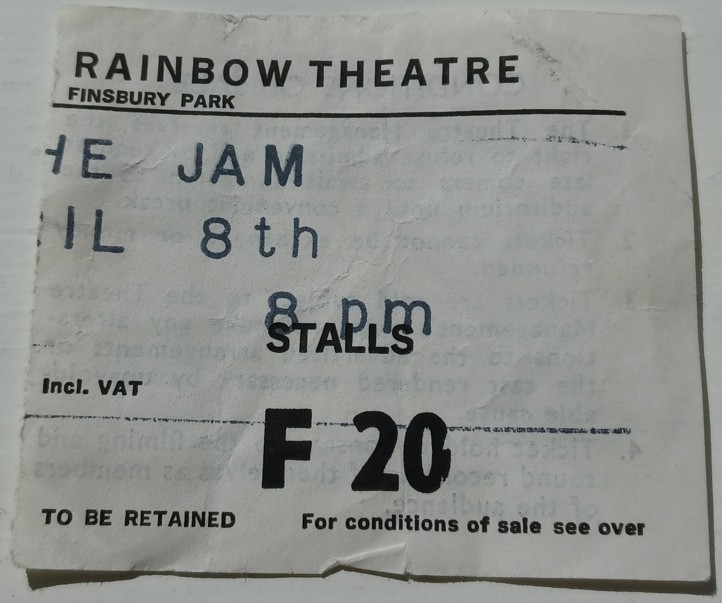 RAINBOW THEATRE
FINSBURY PARK
HE JAM
IL 8th
8 pm
STALLS
Incl. VAT
F 20
TO BE RETAINED For conditions of sale see over